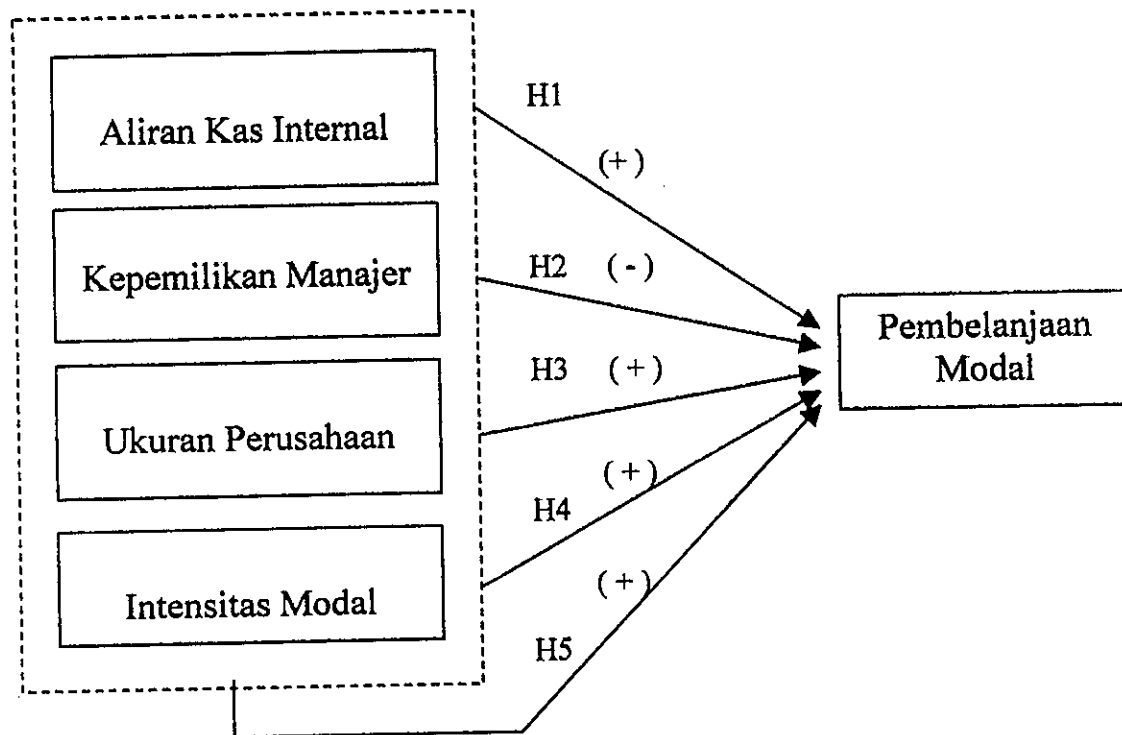 Aliran Kas Internal
Kepemilikan Manajer
Ukuran Perusahaan
Intensitas Modal
H1
(+)
H2 (-)
H3 (+)
(+)
H4
(+)
H5
Pembelanjaan
Modal